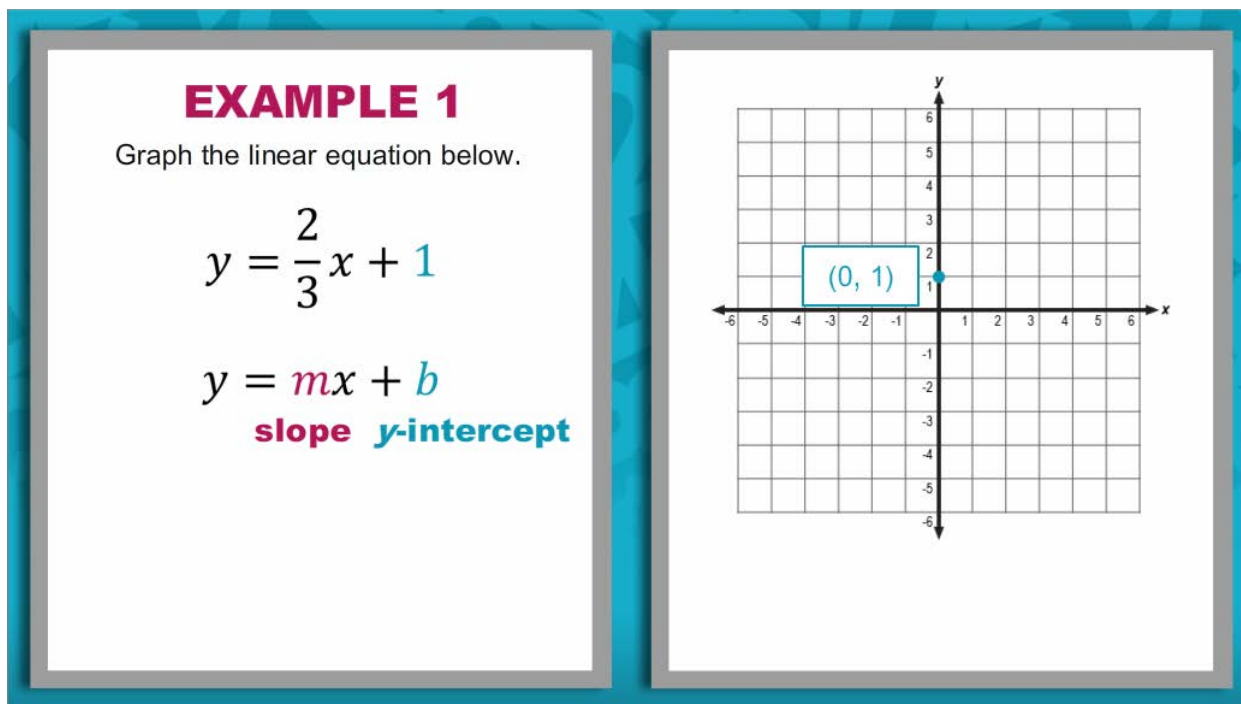 EXAMPLE 1
Graph the linear equation below.
y = 2/3 x + 1
y = mx + b
slope y-intercept
y
6
5
4
3
2
(0, 1)
1
-6 -5 -4 -3 -2 -1 1 2 3 4 5 6 x
-1
-2
-3
-4
-5
-6